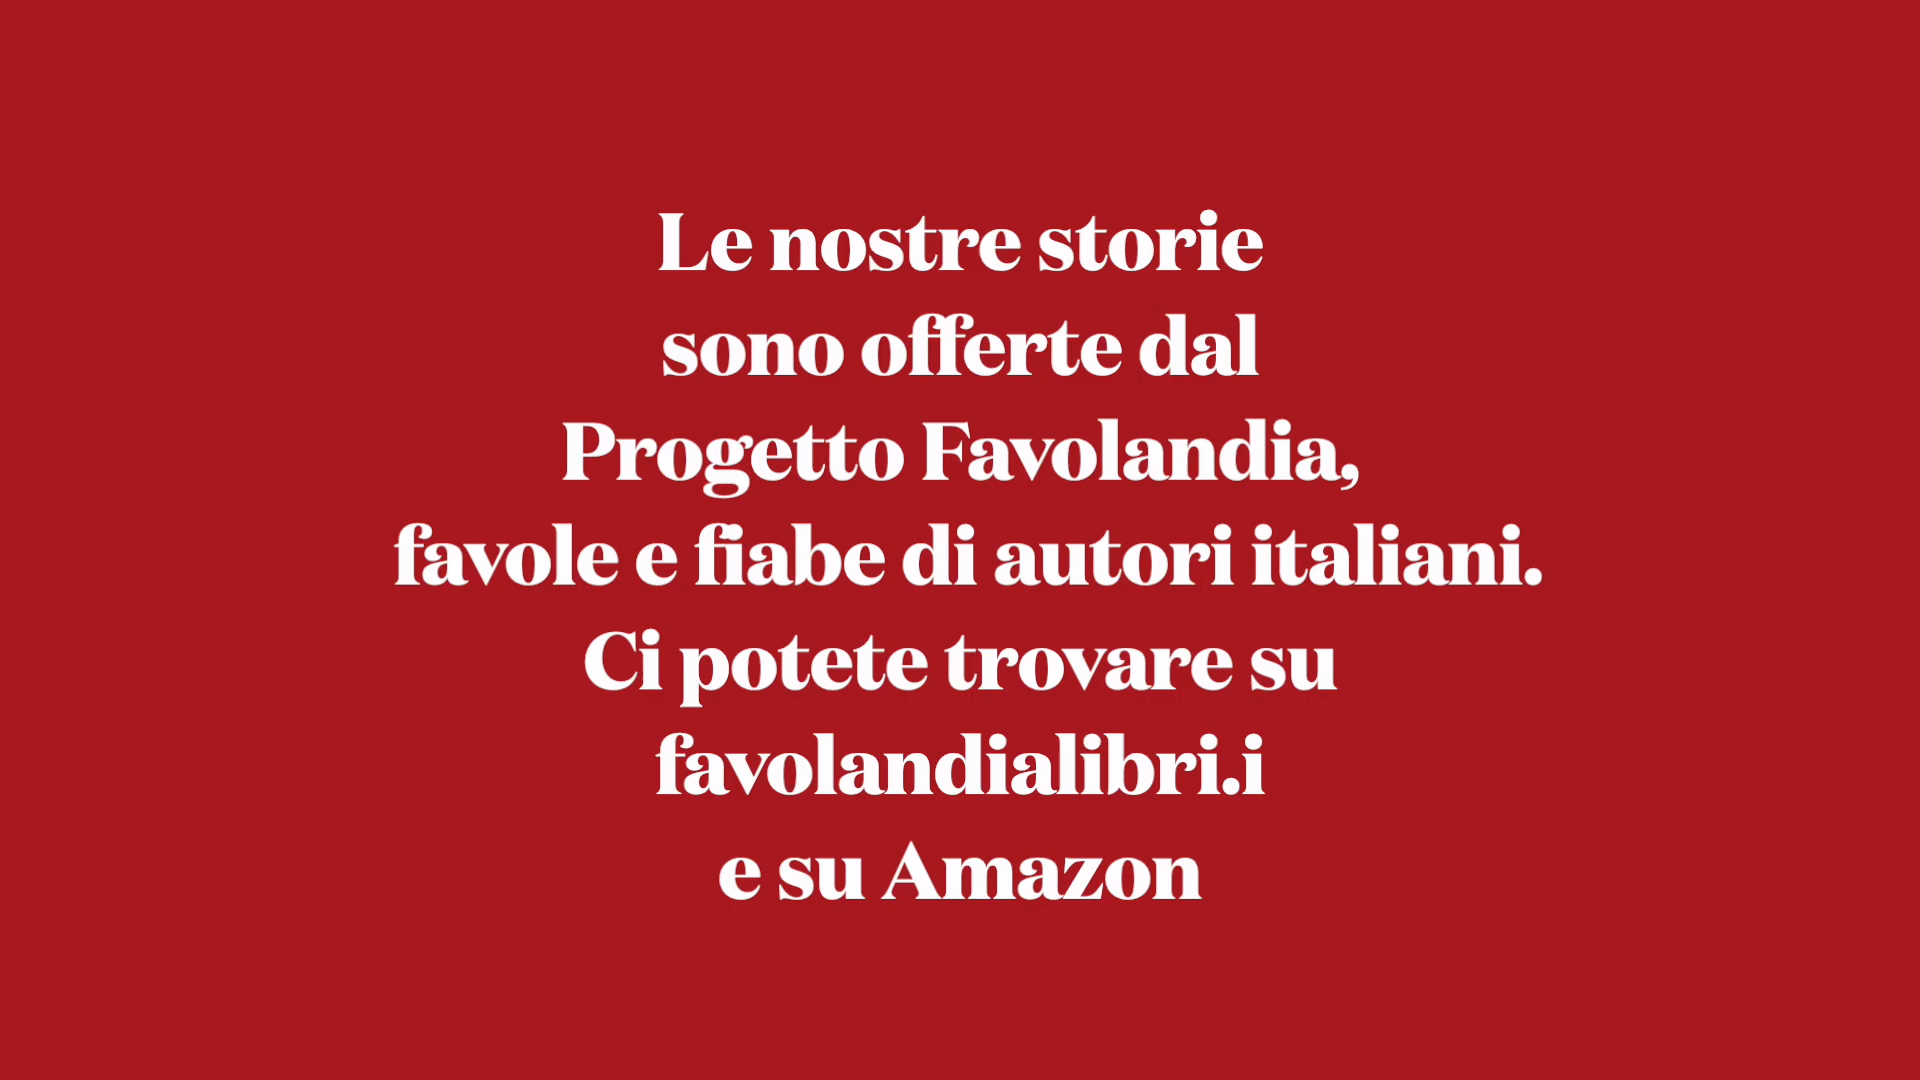 Le nostre storie
sono offerte dal
Progetto Favolandia,
favole e fiabe di autori italiani.
Ci potete trovare su
favolandialibri.i
e su Amazon